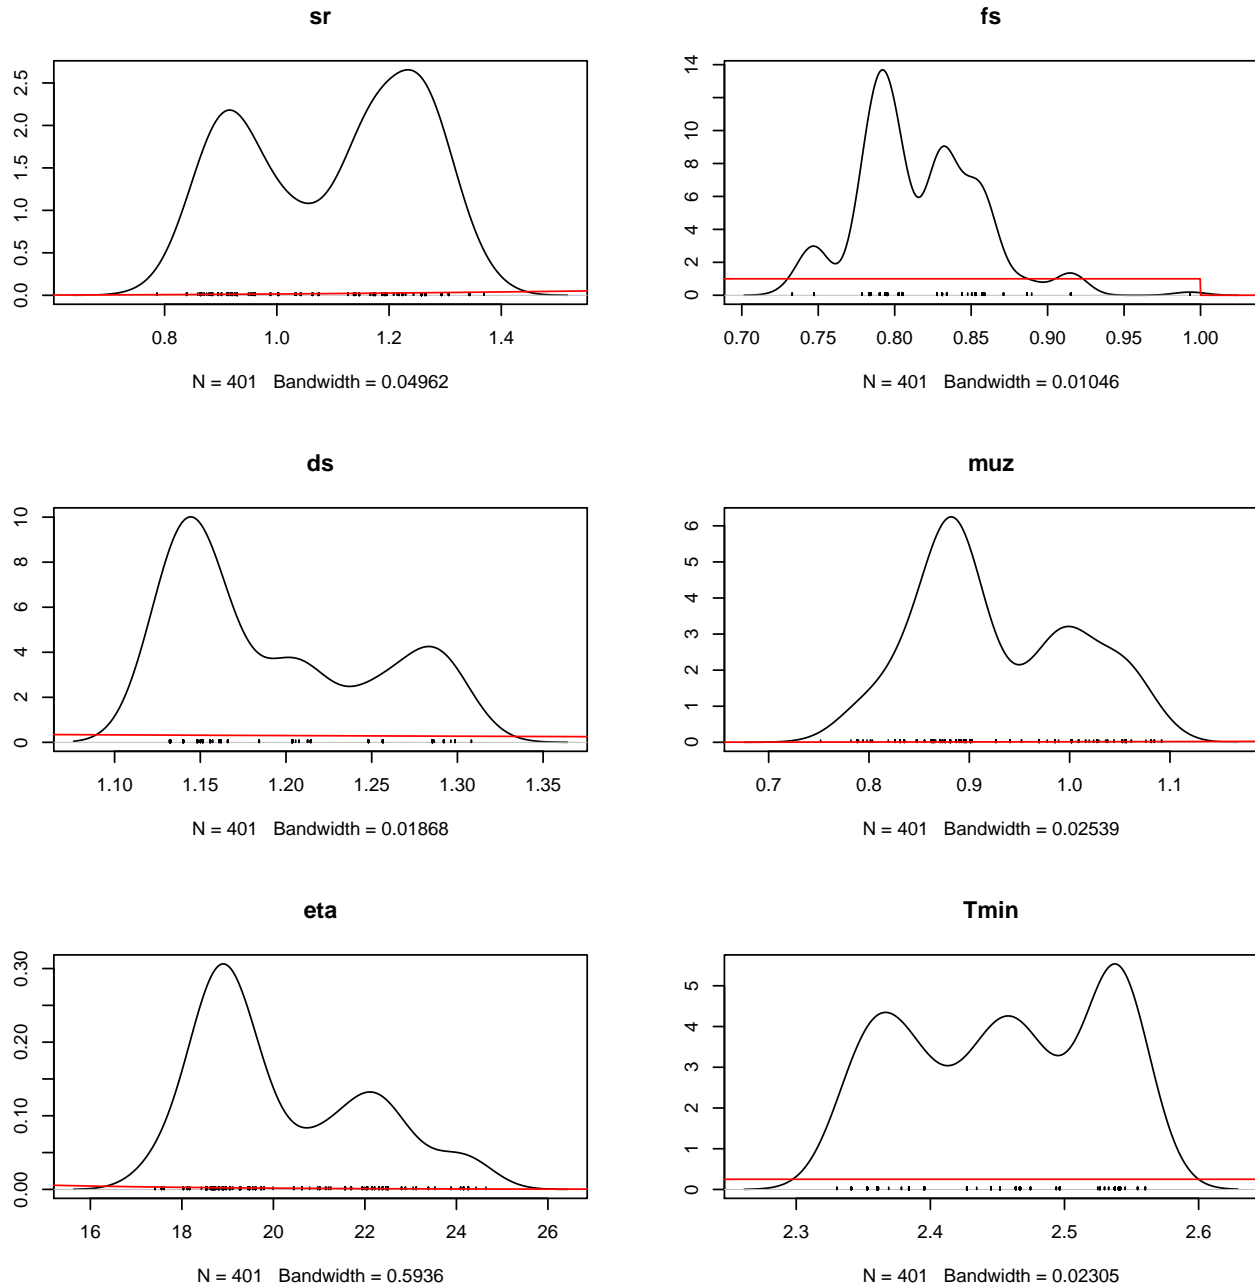 sr
0.0 0.5 1.0 1.5 2.0 2.5
0.8 1.0 1.2 1.4
N = 401 Bandwidth = 0.04962
fs
0 2 4 6 8 10 14
0.70 0.75 0.80 0.85 0.90 0.95 1.00
N = 401 Bandwidth = 0.01046
ds
0 2 4 6 8 10
1.10 1.15 1.20 1.25 1.30 1.35
N = 401 Bandwidth = 0.01868
muz
0 1 2 3 4 5 6
0.7 0.8 0.9 1.0 1.1
N = 401 Bandwidth = 0.02539
eta
0.00 0.10 0.20 0.30
16 18 20 22 24 26
N = 401 Bandwidth = 0.5936
Tmin
0 1 2 3 4 5
2.3 2.4 2.5 2.6
N = 401 Bandwidth = 0.02305